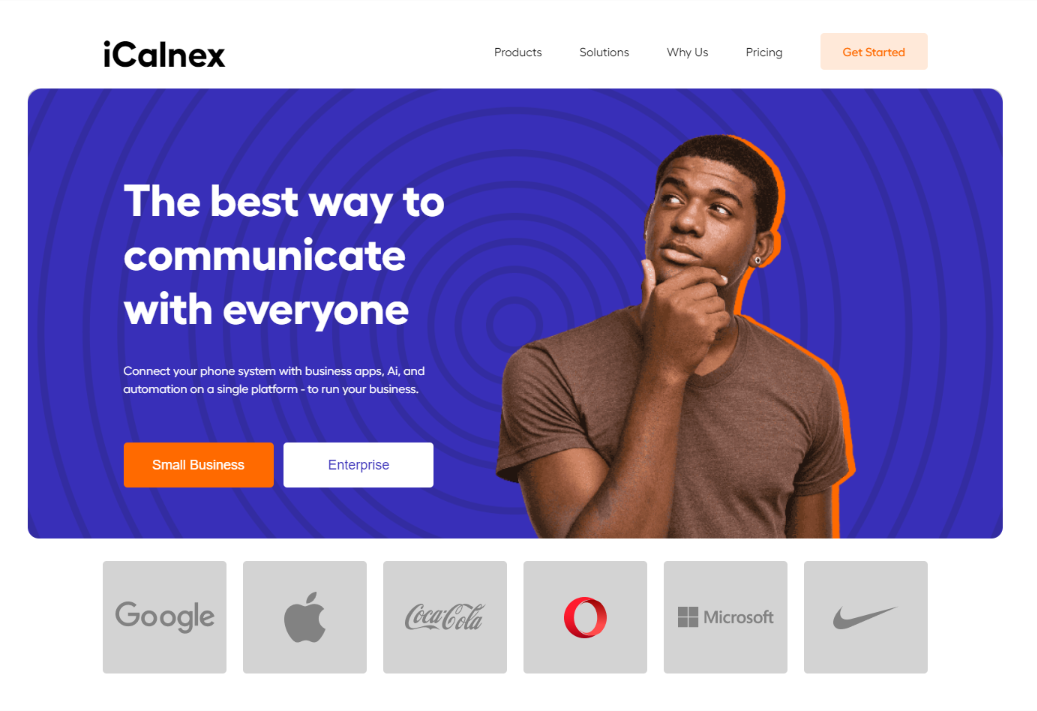 iCalnex
Products Solutions Why Us Pricing Get Started
The best way to
communicate
with everyone
Connect your phone system with business apps, Ai, and
automation on a single platform - to run your business.
Small Business Enterprise
Google Coca-Cola Microsoft